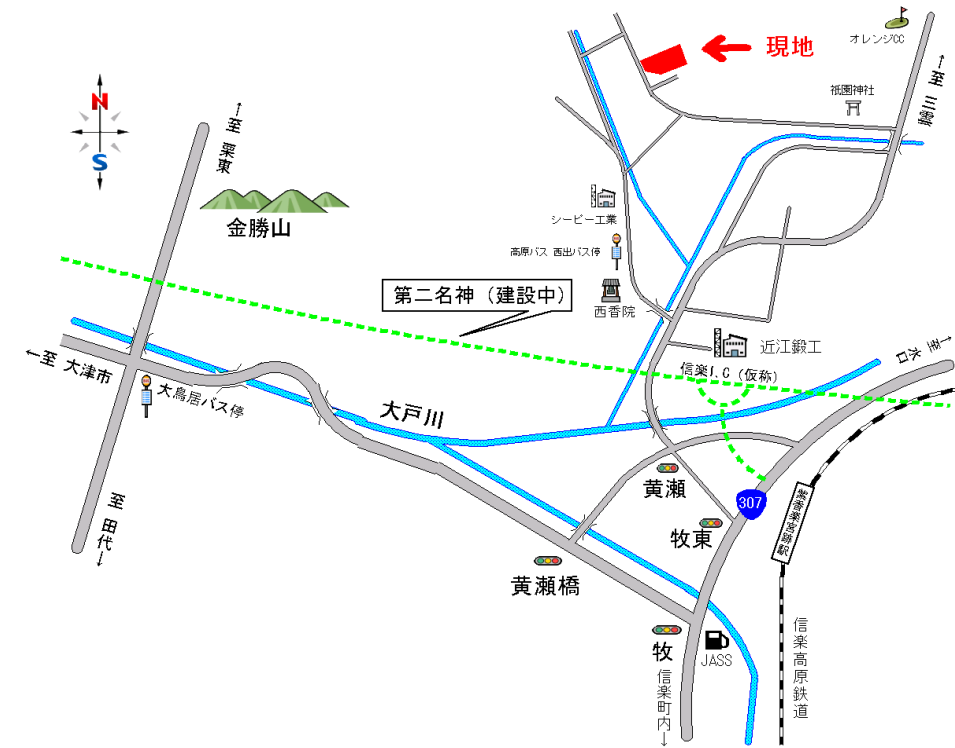 オレンジCC
現地
←至 三雲
祇園神社
N
S
←至 栗東
金勝山
シービー工業
高原バス 西出バス停
第二名神（建設中）
西香院
近江鍛工
←至 水口
信楽I.C（仮称）
←至 大津市
大鳥居バス停
大戸川
黄瀬
307
紫香楽宮跡駅
至 田代→
牧東
黄瀬橋
牧
JASS
信楽町内→
信楽高原鉄道